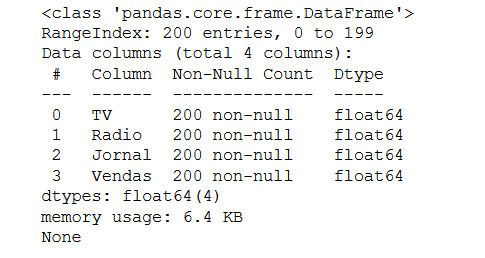 <class 'pandas.core.frame.DataFrame'>
RangeIndex: 200 entries, 0 to 199
Data columns (total 4 columns):
 #   Column  Non-Null Count  Dtype
---  ------  --------------  -----
 0   TV      200 non-null    float64
 1   Radio   200 non-null    float64
 2   Jornal  200 non-null    float64
 3   Vendas  200 non-null    float64
dtypes: float64(4)
memory usage: 6.4 KB
None